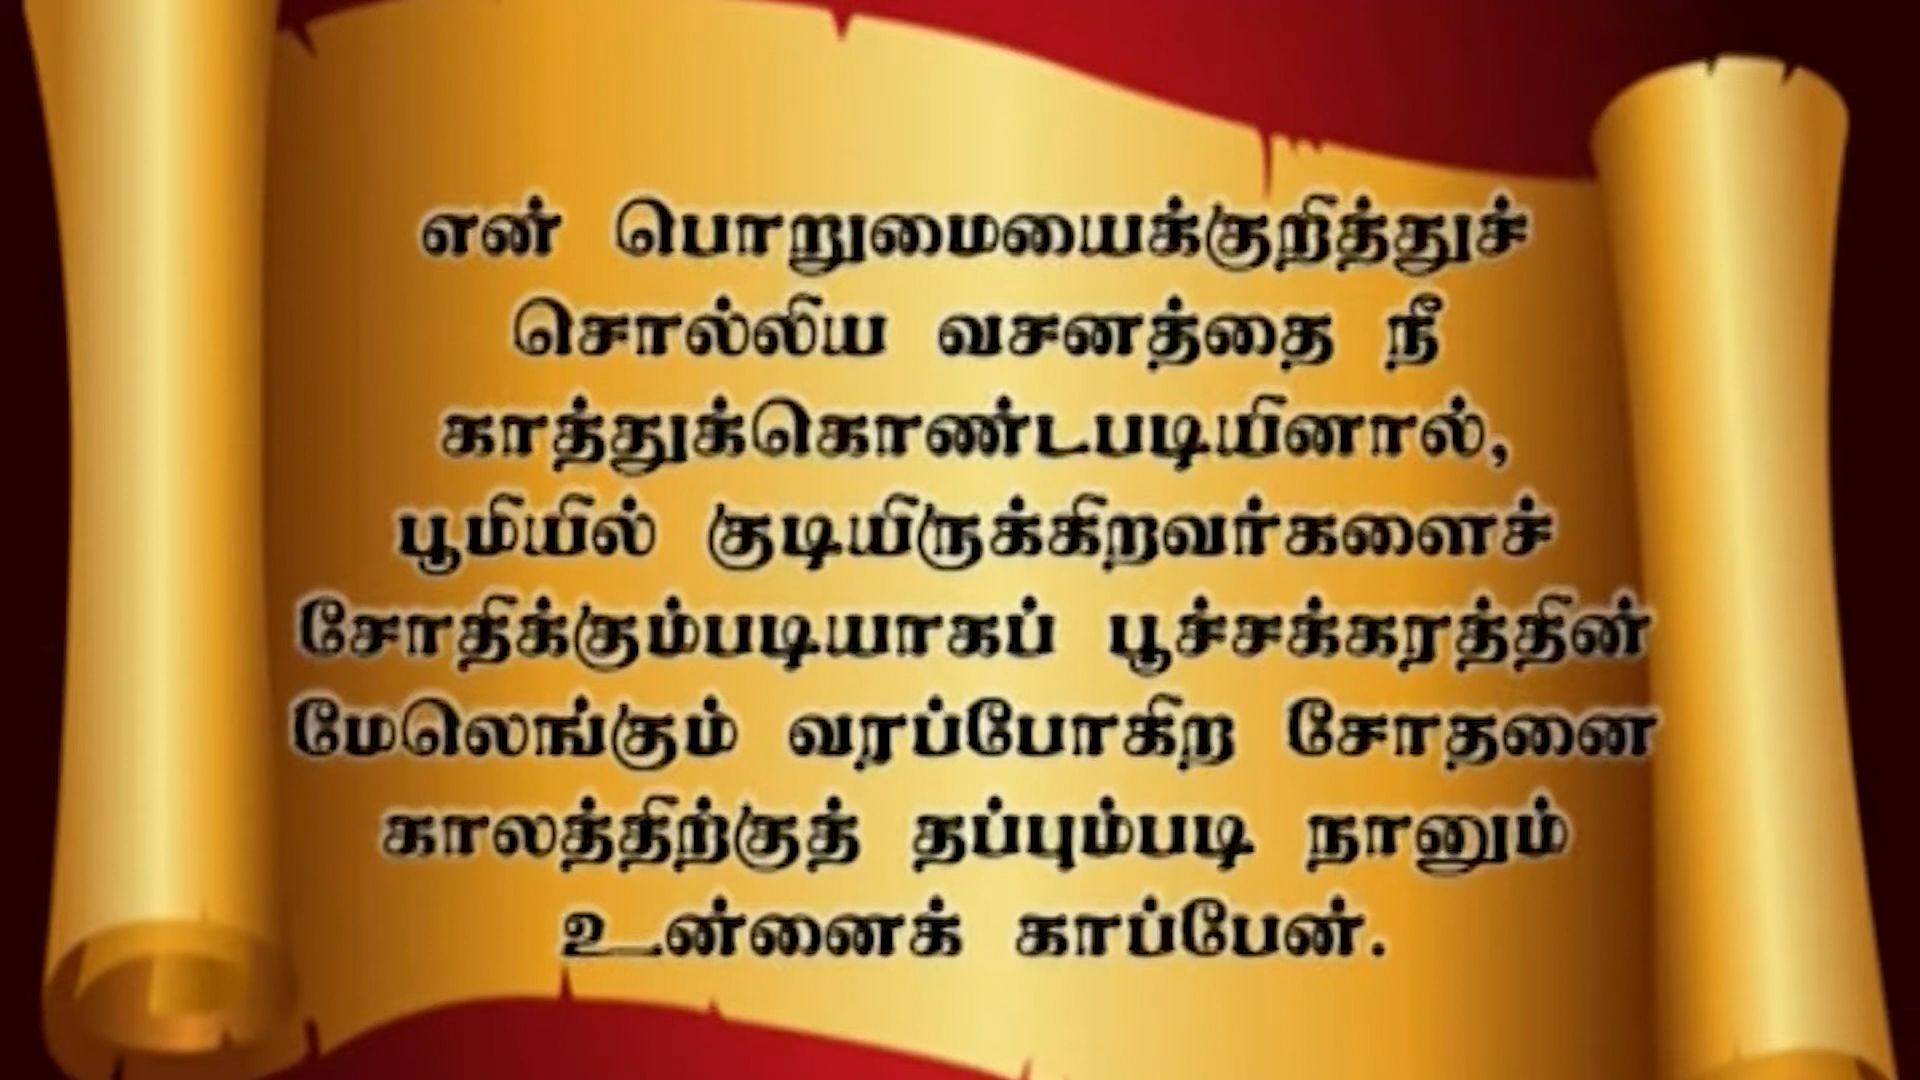 என் பொறுமையைக்குறித்துச்
சொல்லிய வசனத்தை நீ
காத்துக்கொண்டபடியினால்,
பூமியில் குடியிருக்கிறவர்களைச்
சோதிக்கும்படியாகப் பூச்சக்கரத்தின்
மேலெங்கும் வரப்போகிற சோதனை
காலத்திற்குத் தப்பும்படி நானும்
உன்னைக் காப்பேன்.